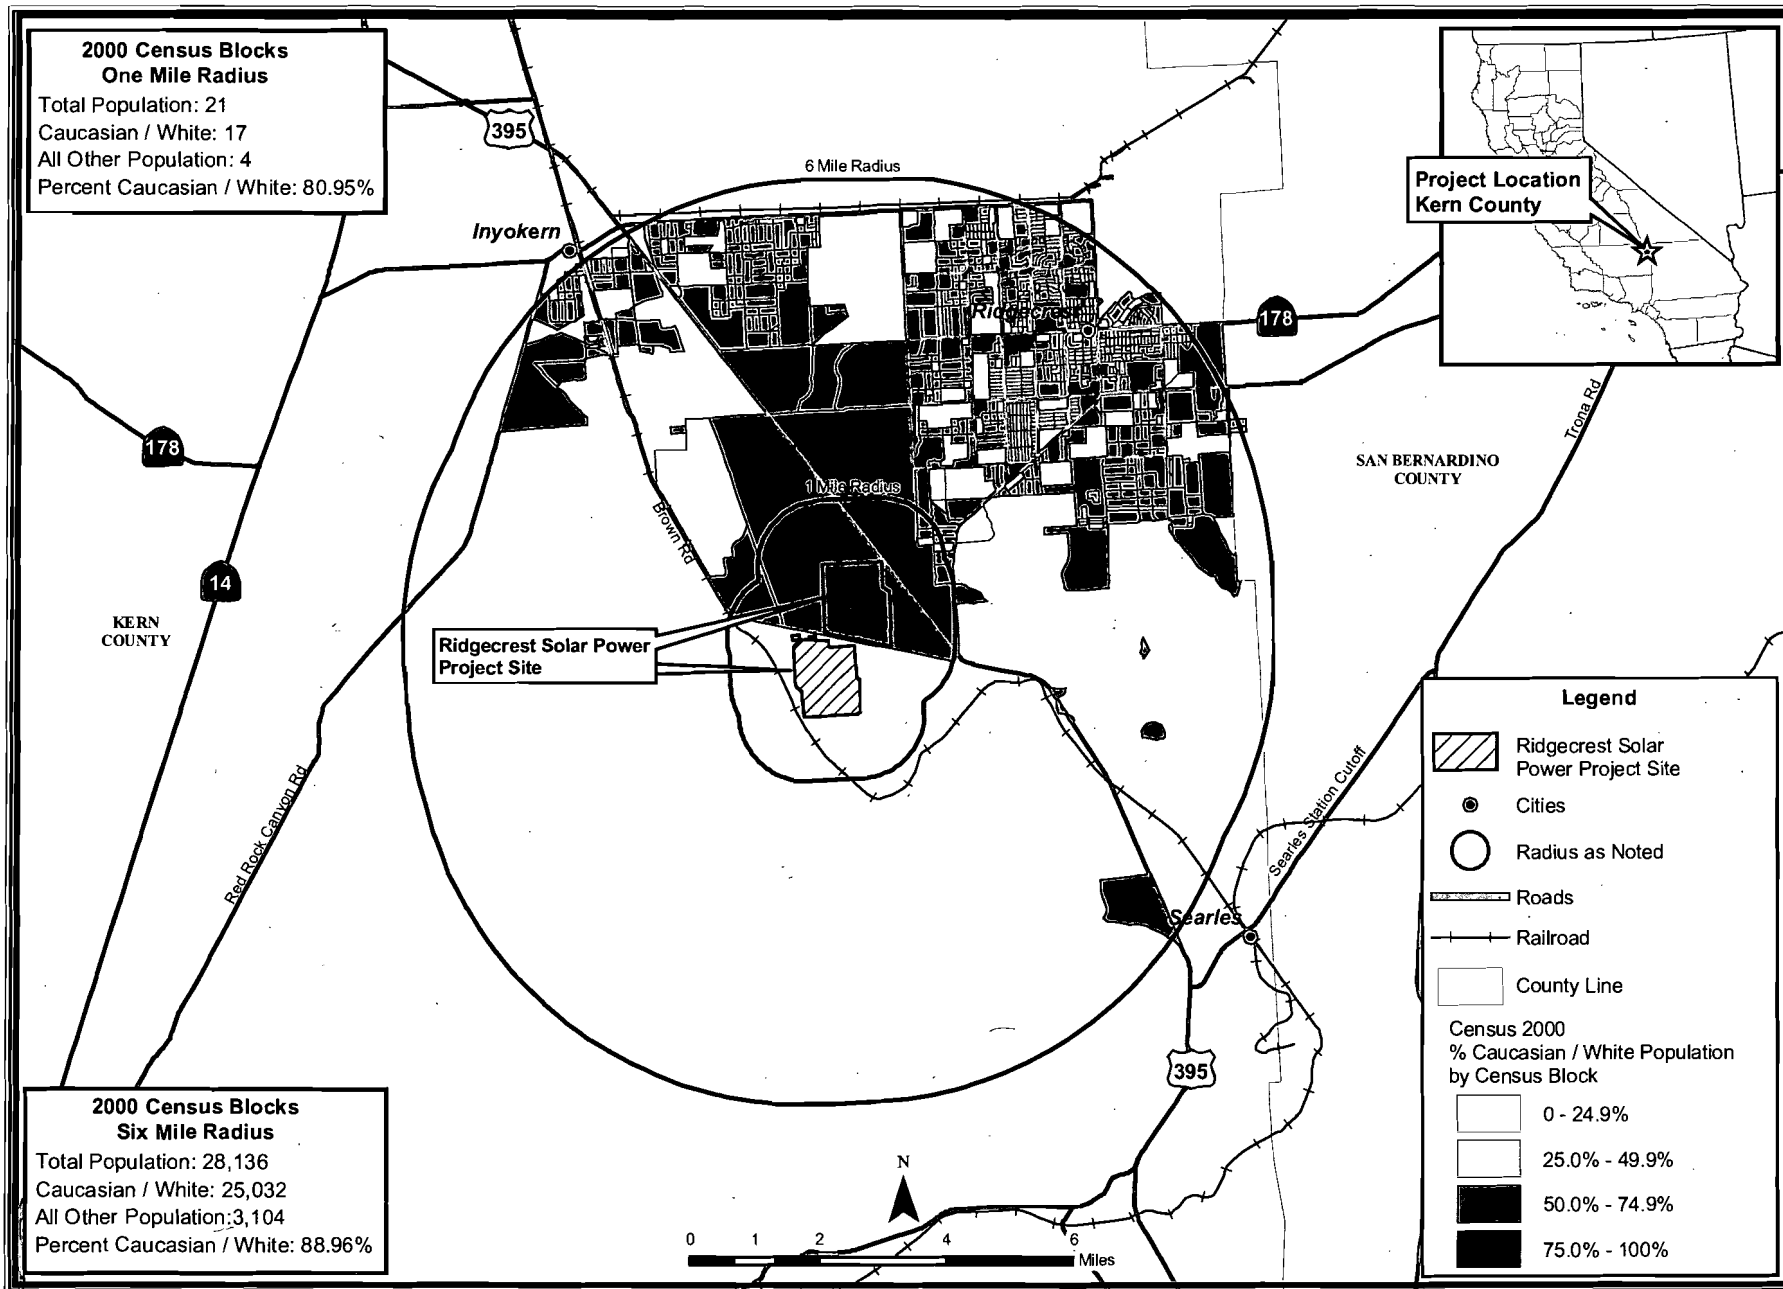 2000 Census Blocks
One Mile Radius
Total Population: 21
Caucasian / White: 17
All Other Population: 4
Percent Caucasian / White: 80.95%
395
6 Mile Radius
Inyokern
Project Location
Kern County
Ridgecrest
178
Trona Rd
178
SAN BERNARDINO
COUNTY
1 Mile Radius
Brown Rd
14
KERN
COUNTY
Ridgecrest Solar Power
Project Site
Red Rock Canyon Rd
Searles Station Cutoff
Searles
395
Legend
Ridgecrest Solar
Power Project Site
Cities
Radius as Noted
Roads
Railroad
County Line
Census 2000
% Caucasian / White Population
by Census Block
0 - 24.9%
25.0% - 49.9%
50.0% - 74.9%
75.0% - 100%
2000 Census Blocks
Six Mile Radius
Total Population: 28,136
Caucasian / White: 25,032
All Other Population:3,104
Percent Caucasian / White: 88.96%
N
0 1 2 4 6
Miles